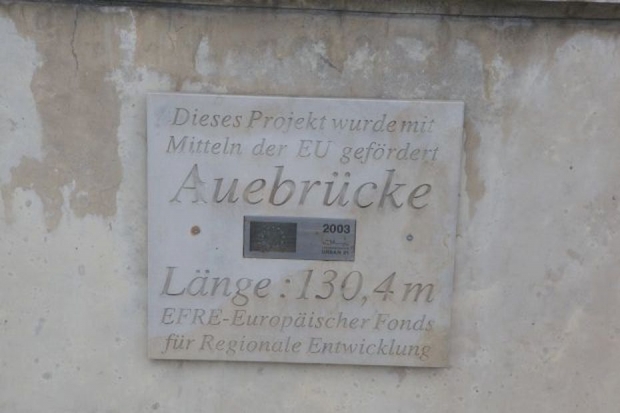 Dieses Projekt wurde mit
Mitteln der EU gefördert
Auebrücke
2003
Länge : 130,4 m
EFRE-Europäischer Fonds
für Regionale Entwicklung